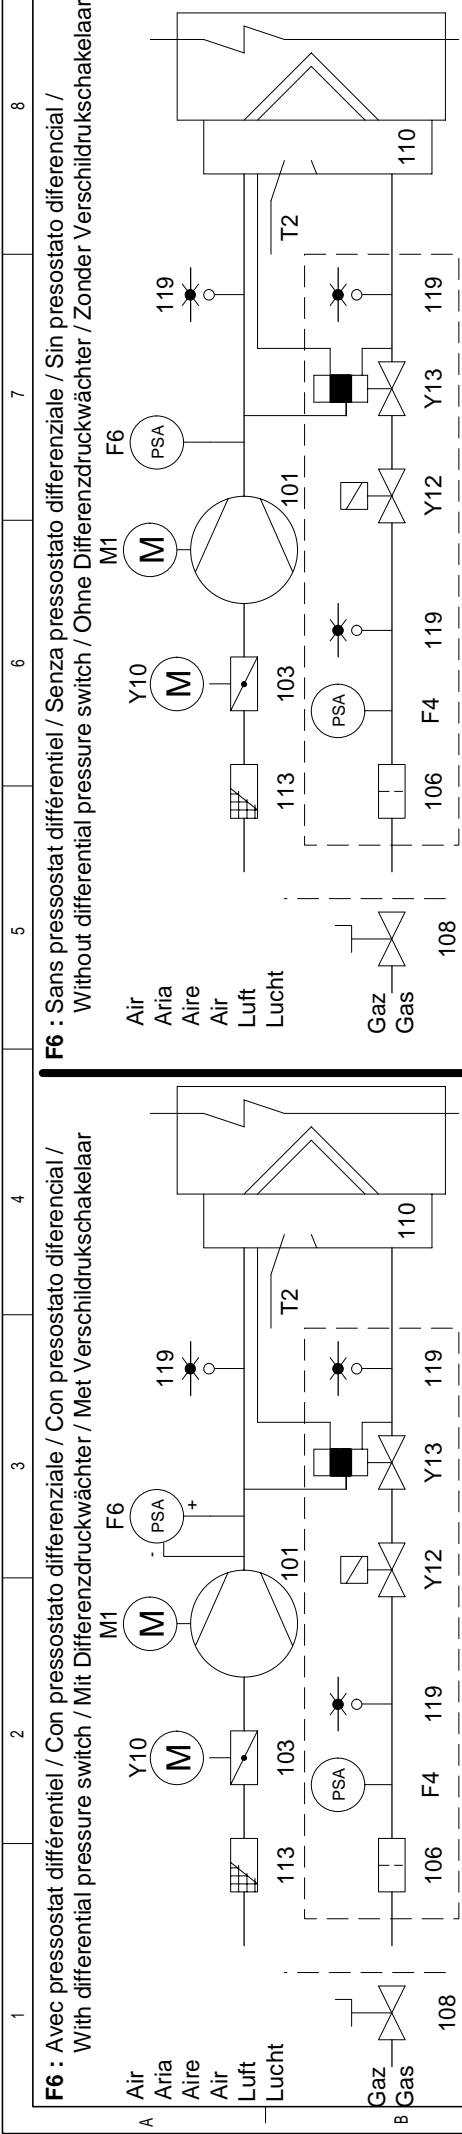 1 2 3 4 5 6 7 8
A
B
F6 : Avec pressostat différentiel / Con pressostato differenziale / Con presostato diferencial /
With differential pressure switch / Mit Differenzdruckwächter / Met Verschildrukschakelaar
Air
Aria
Aire
Air
Luft
Lucht
Gaz
Gas
108
113
Y10
M
103
M1
M
101
F6
PSA
-
+
119
T2
110
106
PSA
F4
119
Y12
Y13
119
F6 : Sans pressostat différentiel / Senza pressostato differenziale / Sin presostato diferencial /
Without differential pressure switch / Ohne Differenzdruckwächter / Zonder Verschildrukschakelaar
Air
Aria
Aire
Air
Luft
Lucht
Gaz
Gas
108
113
Y10
M
103
M1
M
101
F6
PSA
119
T2
110
106
PSA
F4
119
Y12
Y13
119